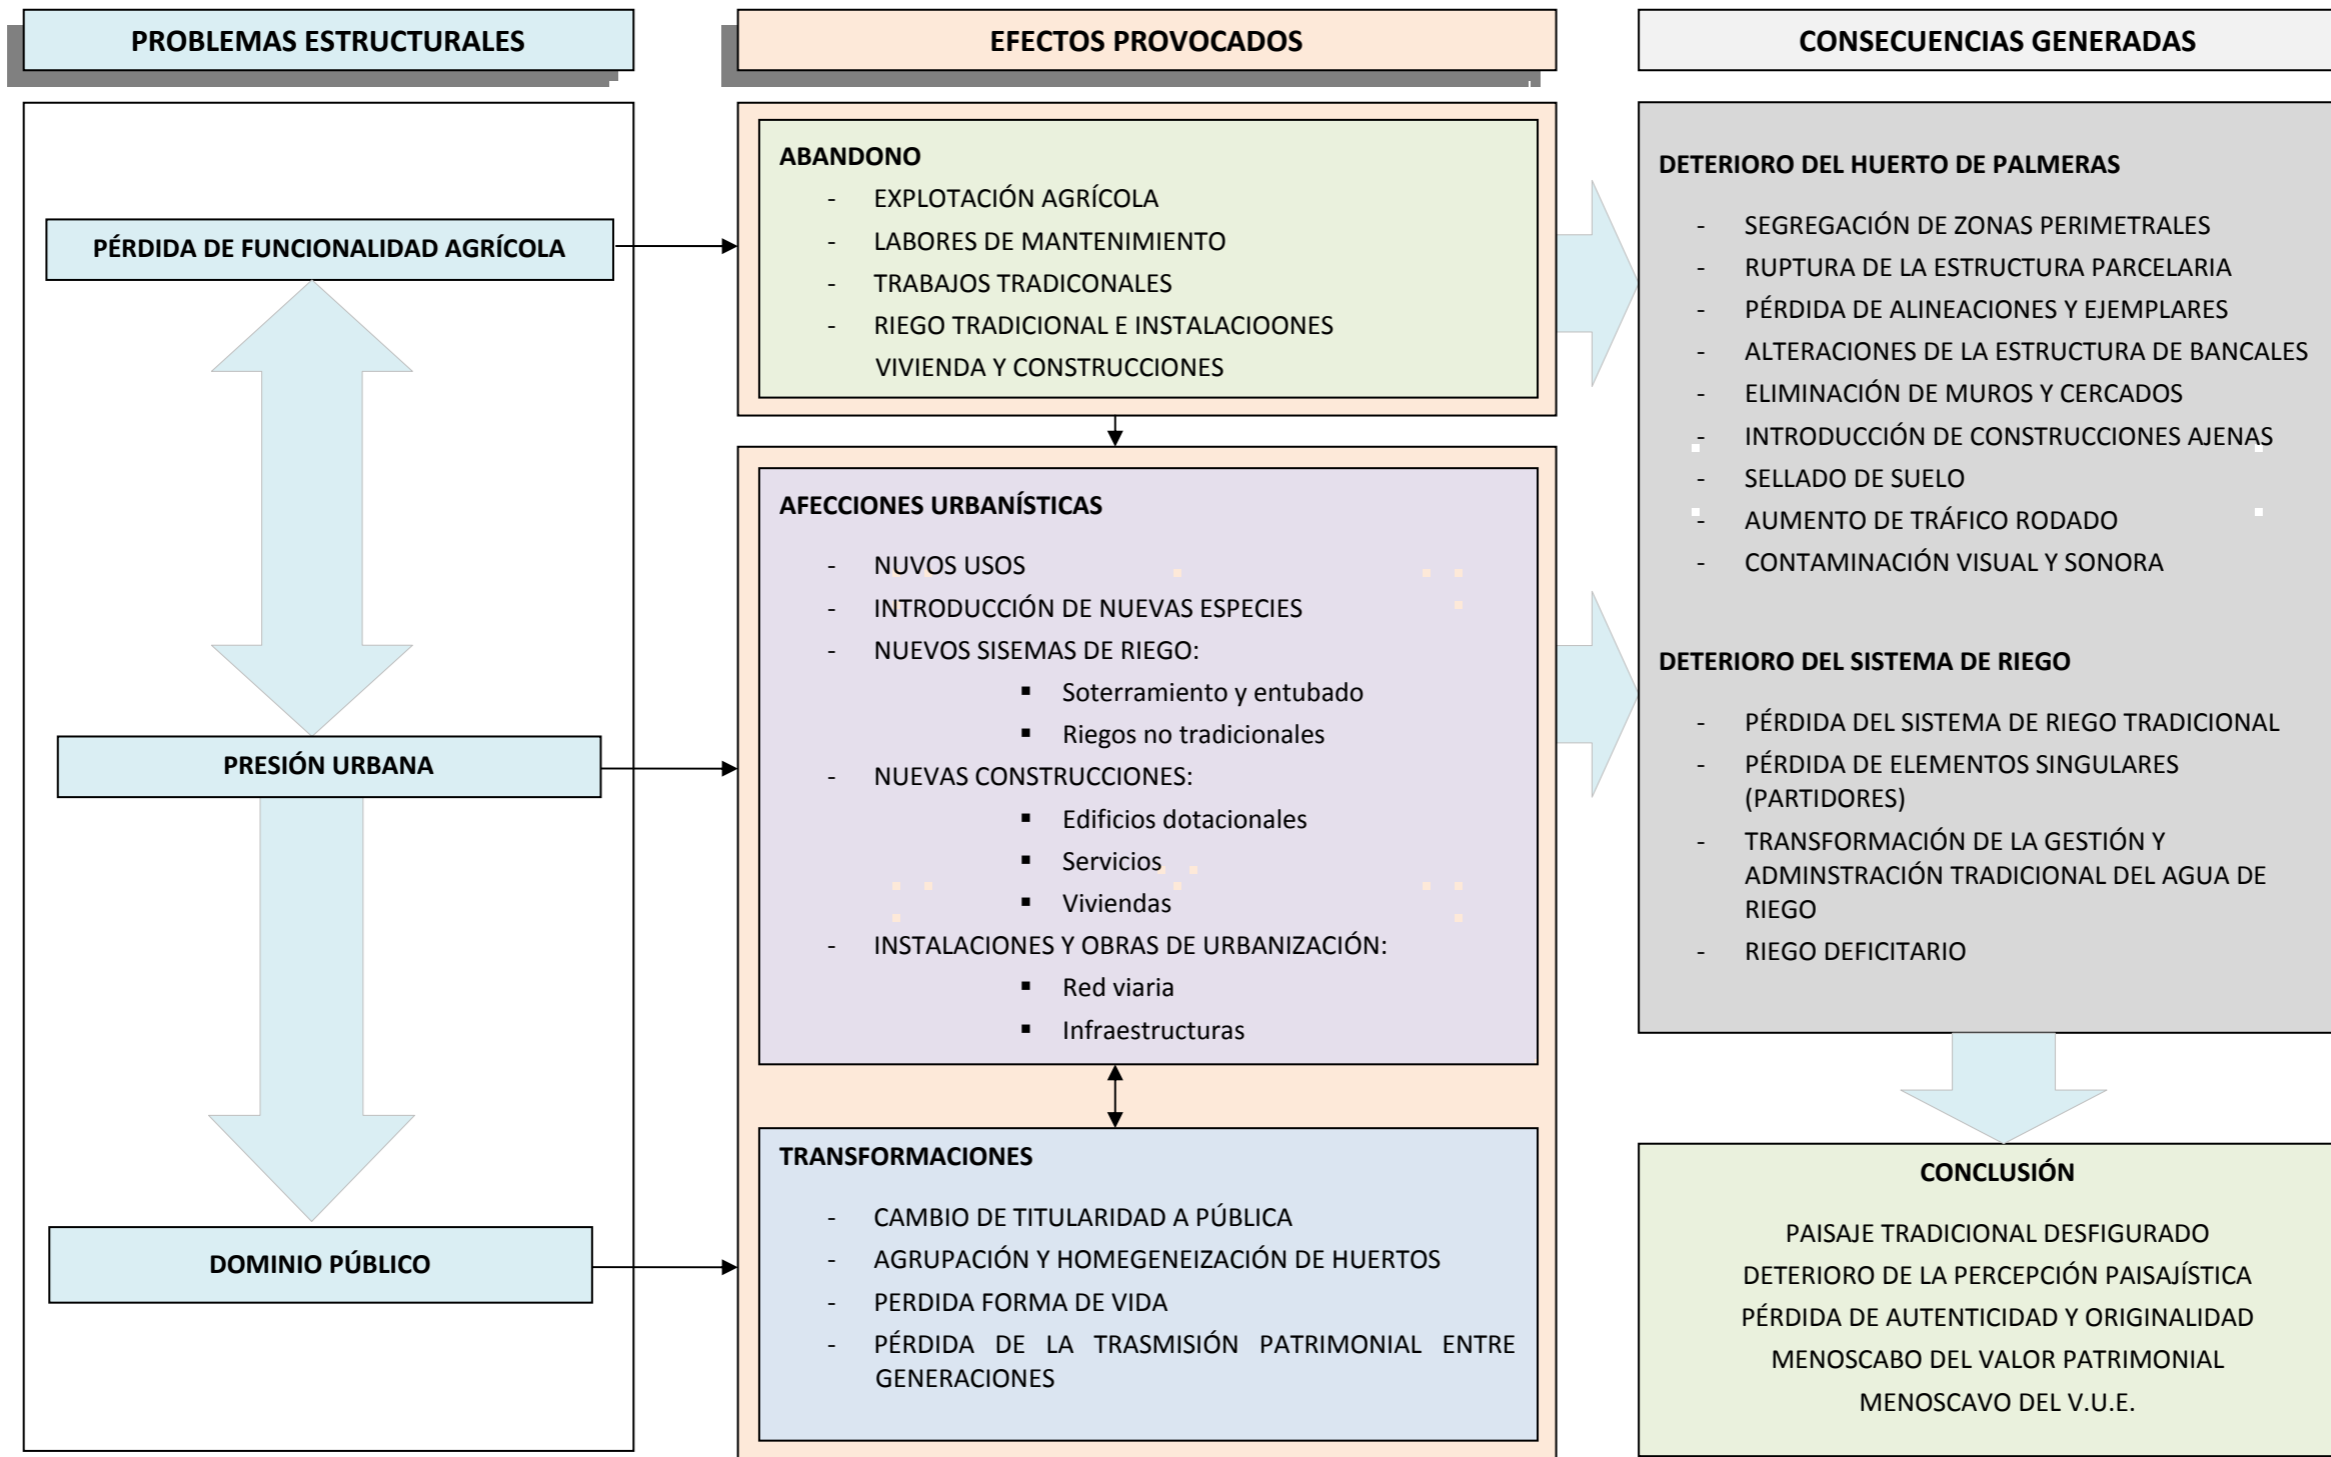 PROBLEMAS ESTRUCTURALES
PÉRDIDA DE FUNCIONALIDAD AGRÍCOLA
PRESIÓN URBANA
DOMINIO PÚBLICO
EFECTOS PROVOCADOS
ABANDONO
- EXPLOTACIÓN AGRÍCOLA
- LABORES DE MANTENIMIENTO
- TRABAJOS TRADICONALES
- RIEGO TRADICIONAL E INSTALACIOONES
VIVIENDA Y CONSTRUCCIONES
AFECCIONES URBANÍSTICAS
- NUVOS USOS
- INTRODUCCIÓN DE NUEVAS ESPECIES
- NUEVOS SISEMAS DE RIEGO:
▪ Soterramiento y entubado
▪ Riegos no tradicionales
- NUEVAS CONSTRUCCIONES:
▪ Edificios dotacionales
▪ Servicios
▪ Viviendas
- INSTALACIONES Y OBRAS DE URBANIZACIÓN:
▪ Red viaria
▪ Infraestructuras
TRANSFORMACIONES
- CAMBIO DE TITULARIDAD A PÚBLICA
- AGRUPACIÓN Y HOMEGENEIZACIÓN DE HUERTOS
- PERDIDA FORMA DE VIDA
- PÉRDIDA DE LA TRASMISIÓN PATRIMONIAL ENTRE
GENERACIONES
CONSECUENCIAS GENERADAS
DETERIORO DEL HUERTO DE PALMERAS
- SEGREGACIÓN DE ZONAS PERIMETRALES
- RUPTURA DE LA ESTRUCTURA PARCELARIA
- PÉRDIDA DE ALINEACIONES Y EJEMPLARES
- ALTERACIONES DE LA ESTRUCTURA DE BANCALES
- ELIMINACIÓN DE MUROS Y CERCADOS
- INTRODUCCIÓN DE CONSTRUCCIONES AJENAS
- SELLADO DE SUELO
- AUMENTO DE TRÁFICO RODADO
- CONTAMINACIÓN VISUAL Y SONORA
DETERIORO DEL SISTEMA DE RIEGO
- PÉRDIDA DEL SISTEMA DE RIEGO TRADICIONAL
- PÉRDIDA DE ELEMENTOS SINGULARES
(PARTIDORES)
- TRANSFORMACIÓN DE LA GESTIÓN Y
ADMINSTRACIÓN TRADICIONAL DEL AGUA DE
RIEGO
- RIEGO DEFICITARIO
CONCLUSIÓN
PAISAJE TRADICIONAL DESFIGURADO
DETERIORO DE LA PERCEPCIÓN PAISAJÍSTICA
PÉRDIDA DE AUTENTICIDAD Y ORIGINALIDAD
MENOSCABO DEL VALOR PATRIMONIAL
MENOSCAVO DEL V.U.E.